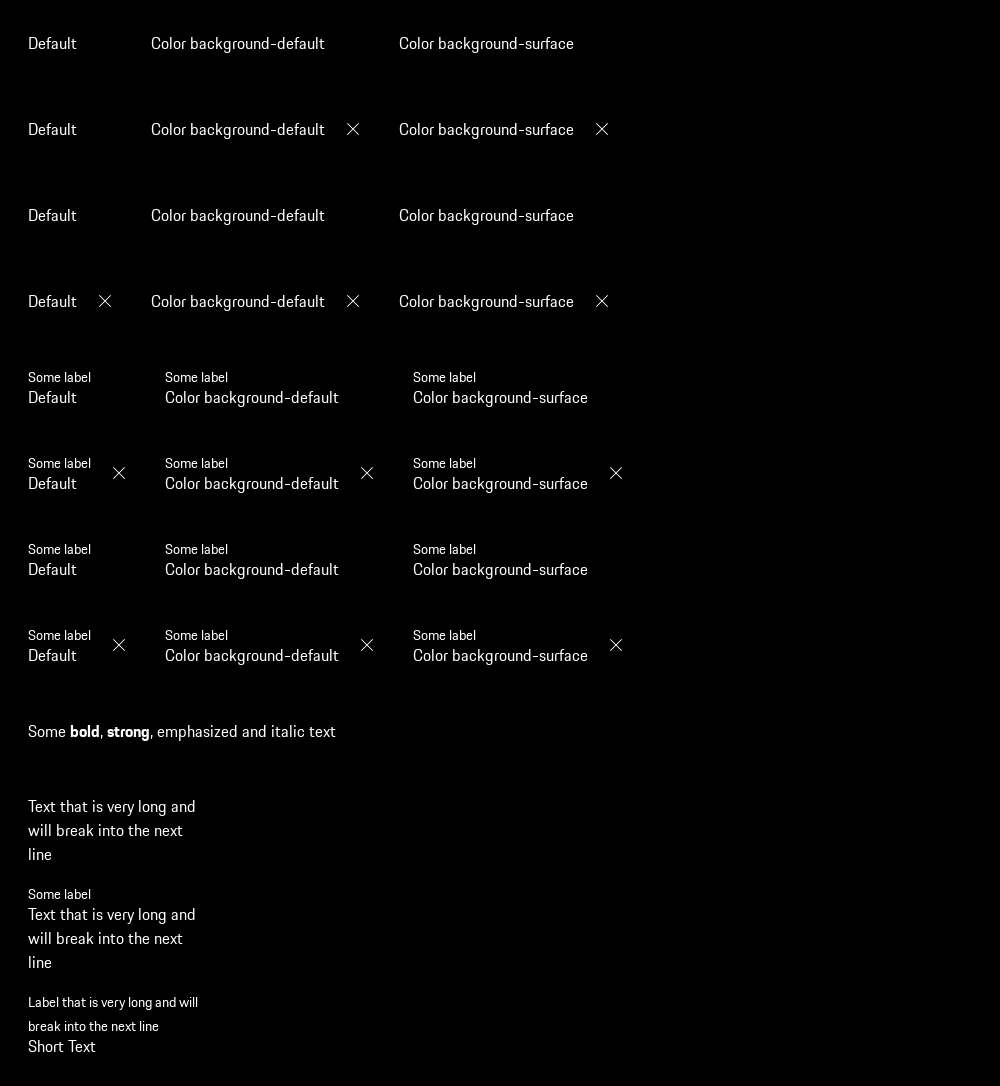 Default Color background-default Color background-surface
Default Color background-default Color background-surface
Default Color background-default Color background-surface
Default Color background-default Color background-surface
Some label Some label Some label
Default Color background-default Color background-surface
Some label Some label Some label
Default Color background-default Color background-surface
Some label Some label Some label
Default Color background-default Color background-surface
Some label Some label Some label
Default Color background-default Color background-surface
Some bold, strong, emphasized and italic text
Text that is very long and
will break into the next
line
Some label
Text that is very long and
will break into the next
line
Label that is very long and will
break into the next line
Short Text